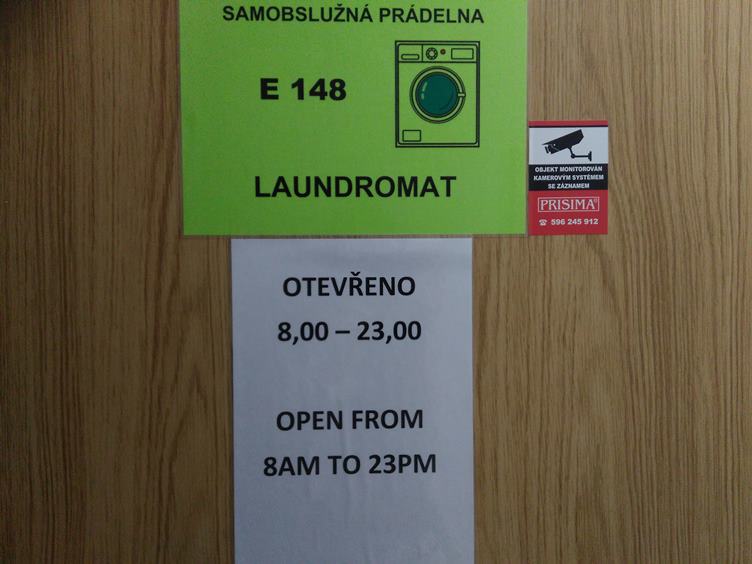 SAMOBSLUŽNÁ PRÁDELNA
E 148
LAUNDROMAT
OBJEKT MONITOROVÁN
KAMEROVÝM SYSTÉMEM
SE ZÁZNAMEM
PRISIMA®
☎ 596 245 912
OTEVŘENO
8,00 – 23,00
OPEN FROM
8AM TO 23PM